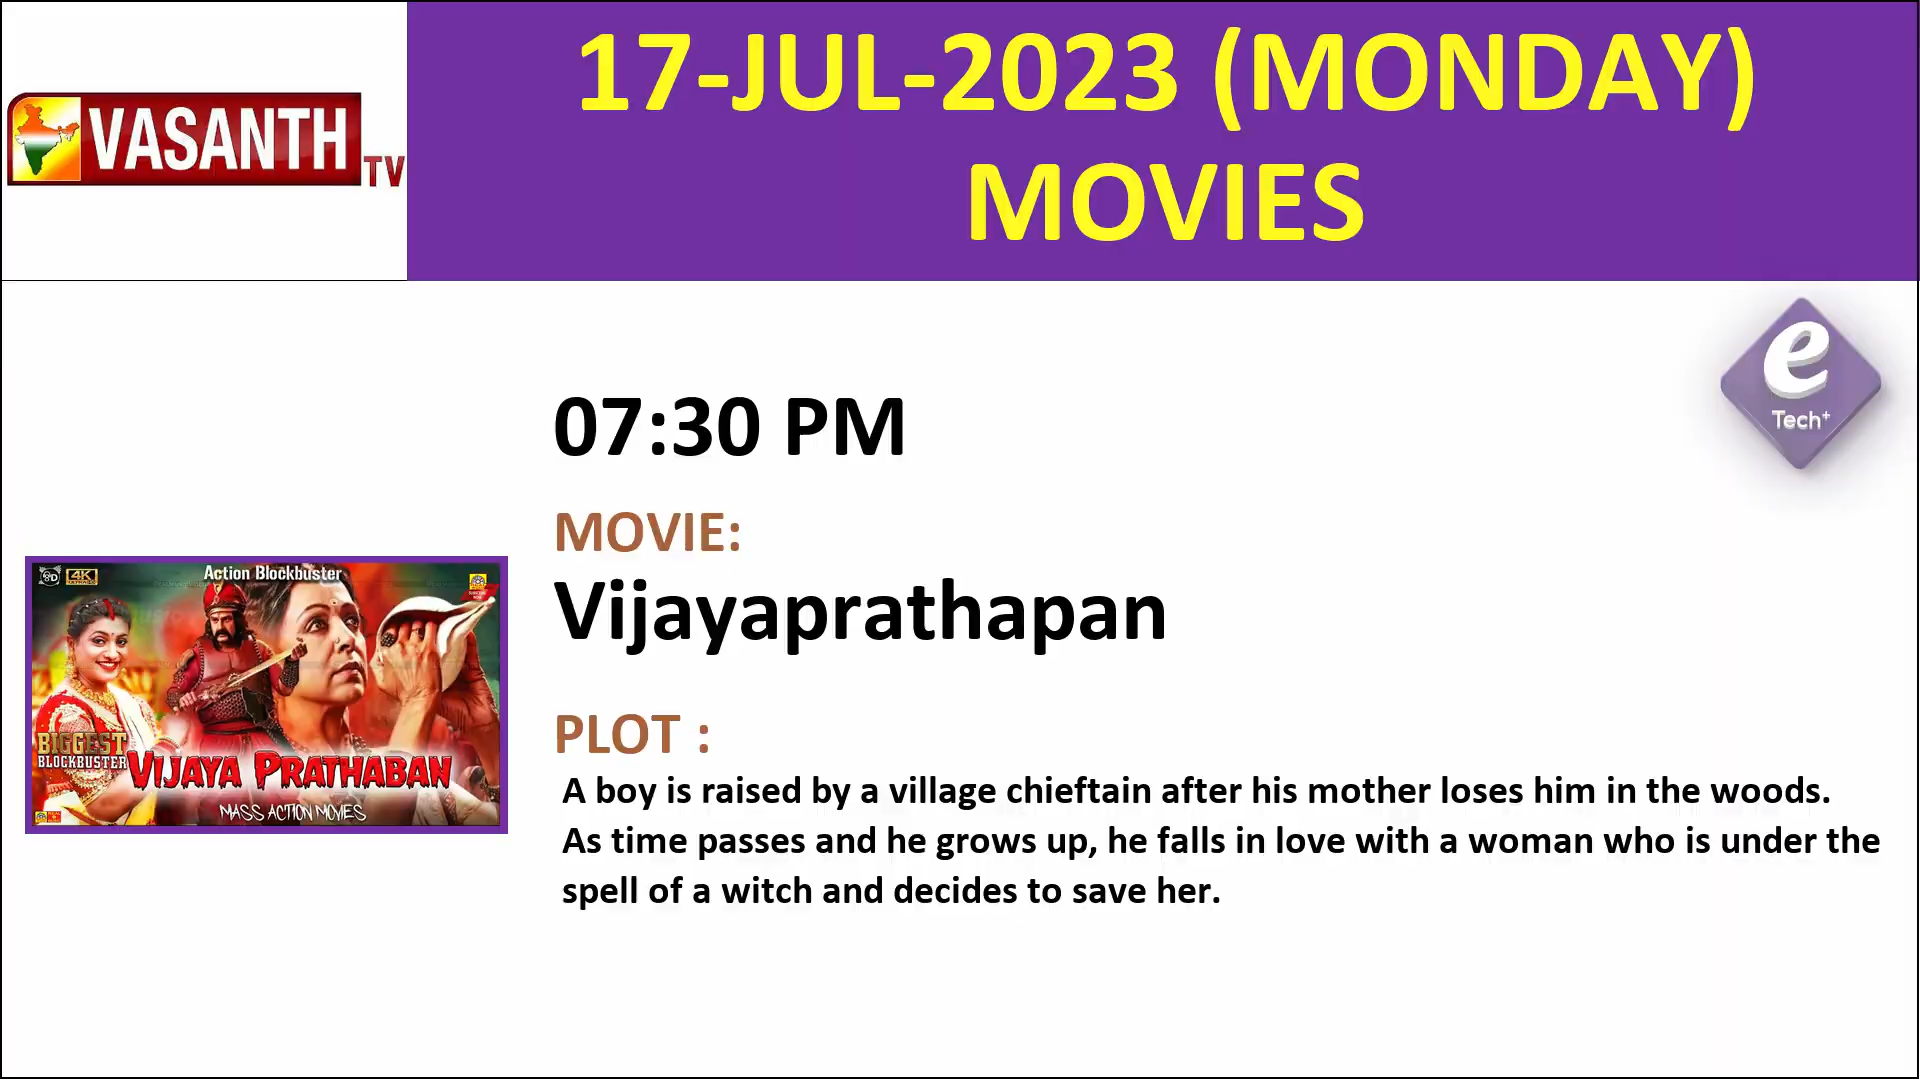 VASANTH TV
17-JUL-2023 (MONDAY)
MOVIES
e
Tech+
07:30 PM
MOVIE:
Vijayaprathapan
4K
Action Blockbuster
BIGGEST
BLOCKBUSTER
VIJAYA PRATHABAN
MASS ACTION MOVIES
PLOT :
A boy is raised by a village chieftain after his mother loses him in the woods.
As time passes and he grows up, he falls in love with a woman who is under the
spell of a witch and decides to save her.